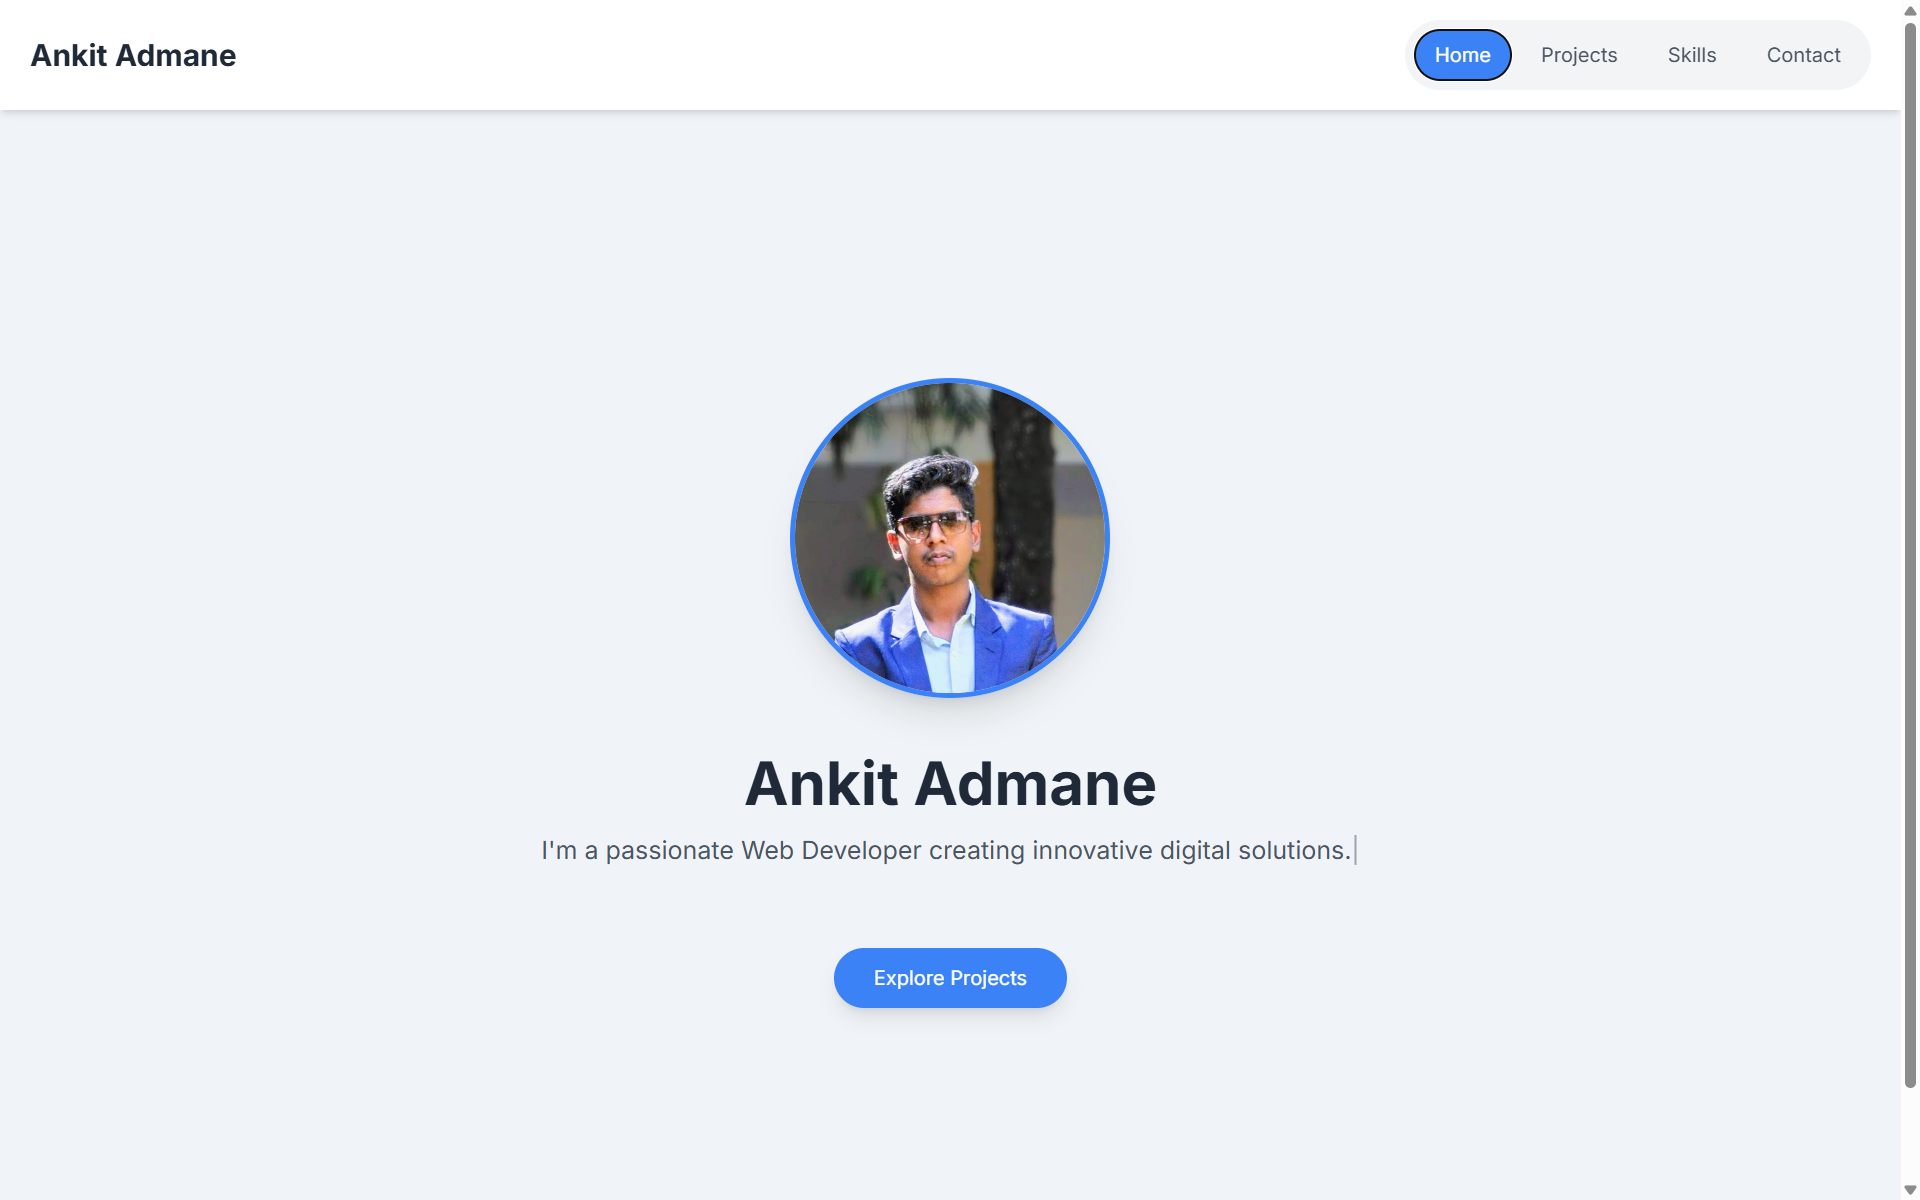 Ankit Admane
Home Projects Skills Contact
Ankit Admane
I'm a passionate Web Developer creating innovative digital solutions.
Explore Projects